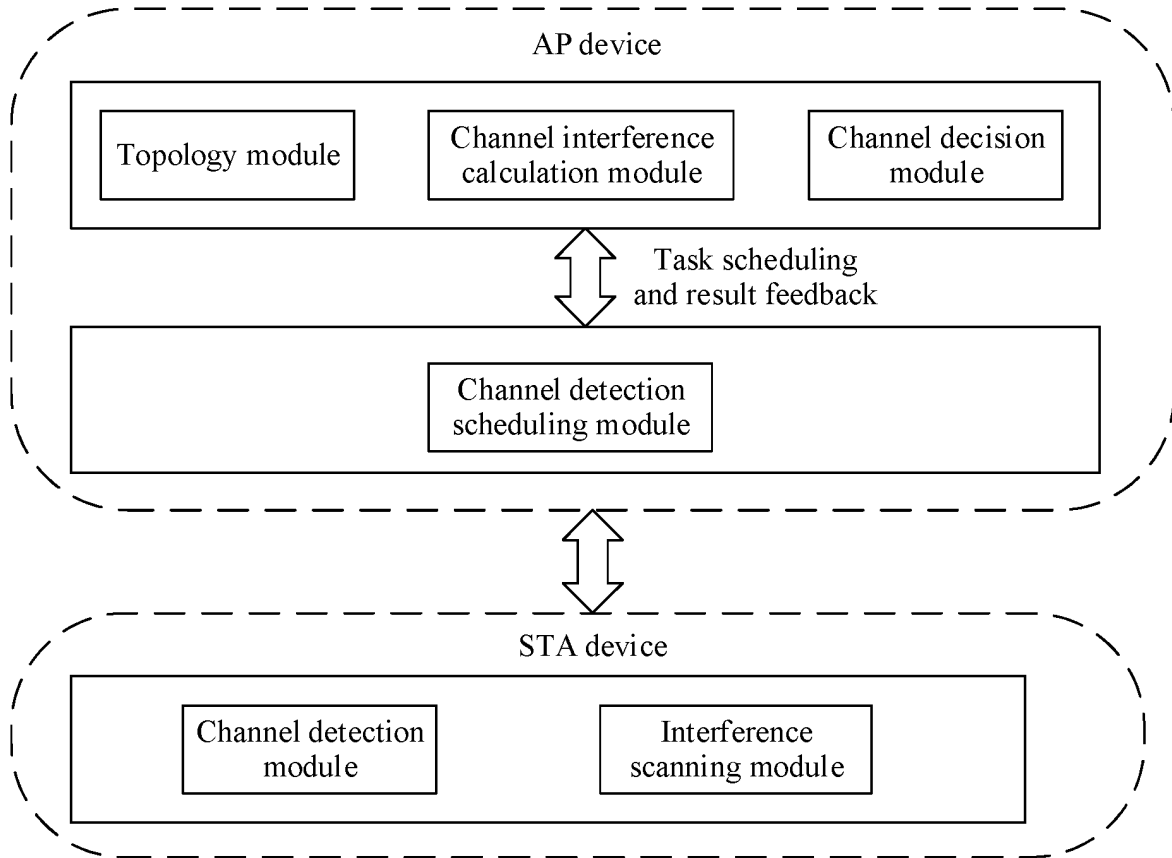 AP device
Topology module
Channel interference
calculation module
Channel decision
module
Task scheduling
and result feedback
Channel detection
scheduling module
STA device
Channel detection
module
Interference
scanning module